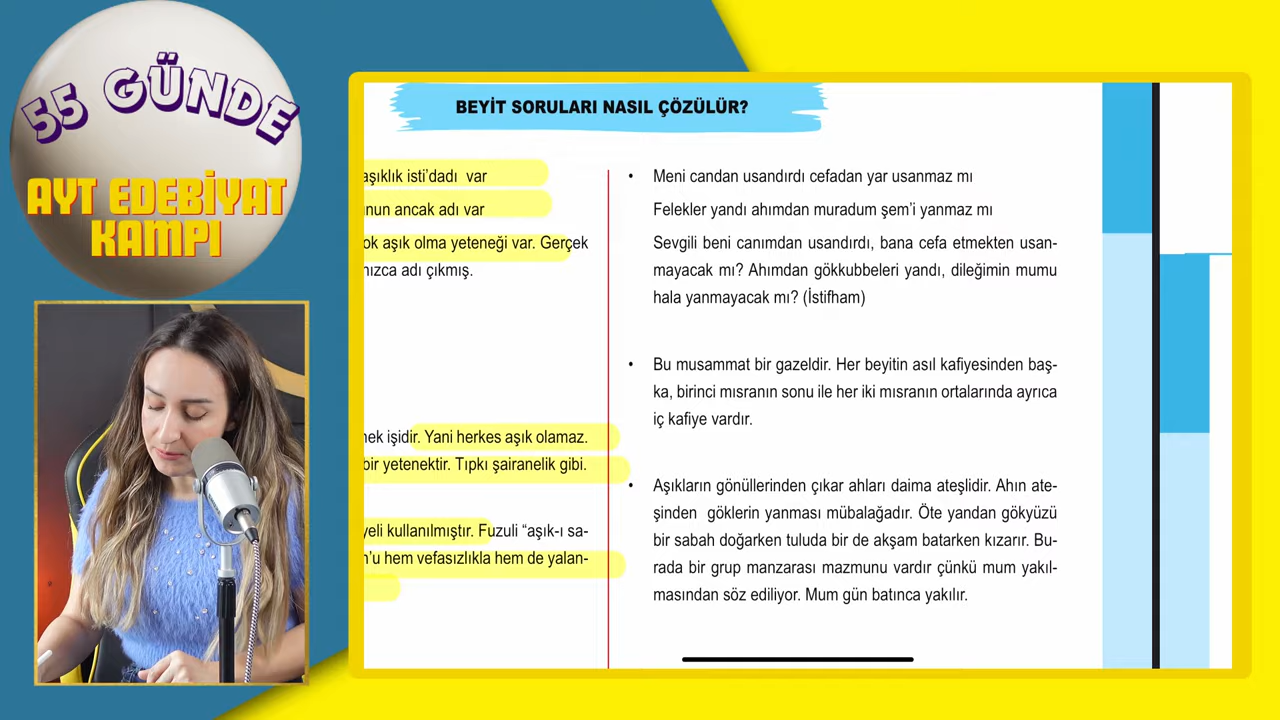 55 GÜNDE
AYT EDEBİYAT
KAMPI
BEYİT SORULARI NASIL ÇÖZÜLÜR?
aşıklık isti’dadı var
ancak adı var
aşık olma yeteneği var. Gerçek
adı çıkmış.
işidir. Yani herkes aşık olamaz.
bir yetenektir. Tıpkı şairanelik gibi.
kullanılmıştır. Fuzuli “aşık-ı sa-
hem vefasızlıkla hem de yalan-
• Meni candan usandırdı cefadan yar usanmaz mı
Felekler yandı ahımdan muradum şem’i yanmaz mı
Sevgili beni canımdan usandırdı, bana cefa etmekten usan-
mayacak mı? Ahımdan gökkubbeleri yandı, dileğimin mumu
hala yanmayacak mı? (İstifham)
• Bu musammat bir gazeldir. Her beyitin asıl kafiyesinden baş-
ka, birinci mısranın sonu ile her iki mısranın ortalarında ayrıca
iç kafiye vardır.
• Aşıkların gönüllerinden çıkar ahları daima ateşlidir. Ahın ate-
şinden göklerin yanması mübalağadır. Öte yandan gökyüzü
bir sabah doğarken tuluda bir de akşam batarken kızarır. Bu-
rada bir grup manzarası mazmunu vardır çünkü mum yakıl-
masından söz ediliyor. Mum gün batınca yakılır.